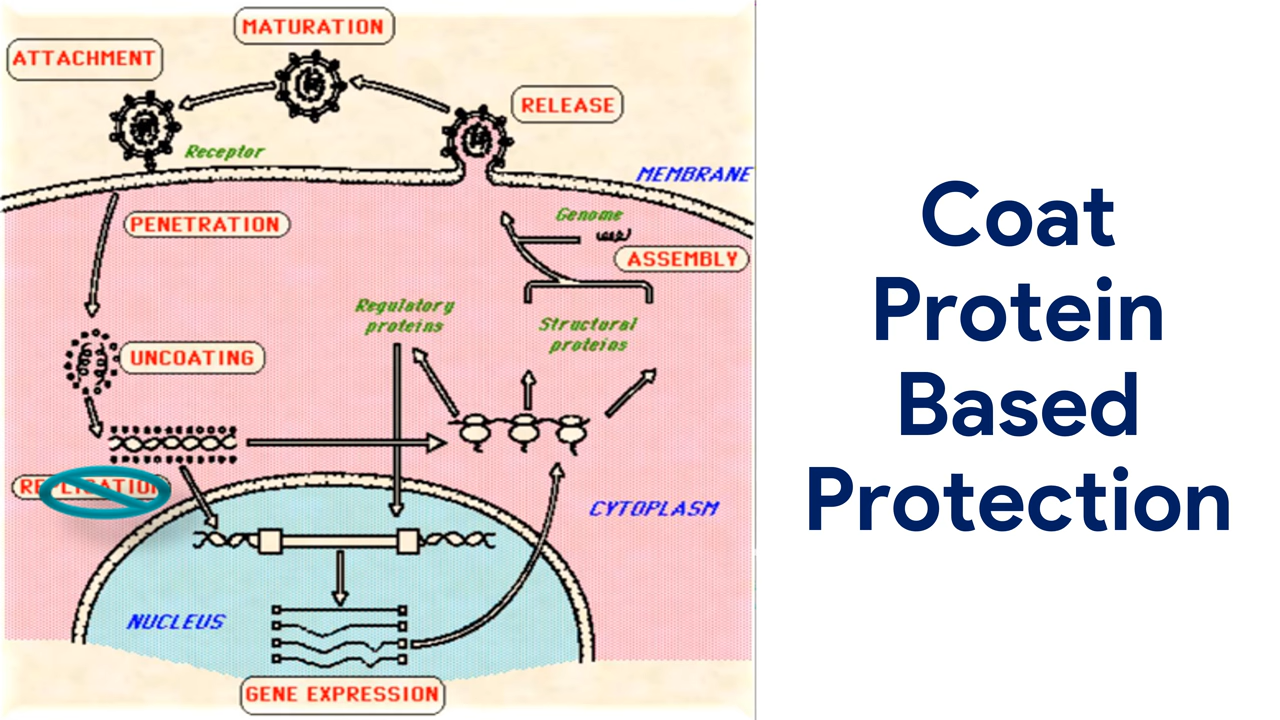 MATURATION
ATTACHMENT
RELEASE
Receptor
MEMBRANE
PENETRATION
Genome
ASSEMBLY
Regulatory
proteins
Structural
proteins
UNCOATING
REPLICATION
CYTOPLASM
NUCLEUS
GENE EXPRESSION
Coat
Protein
Based
Protection